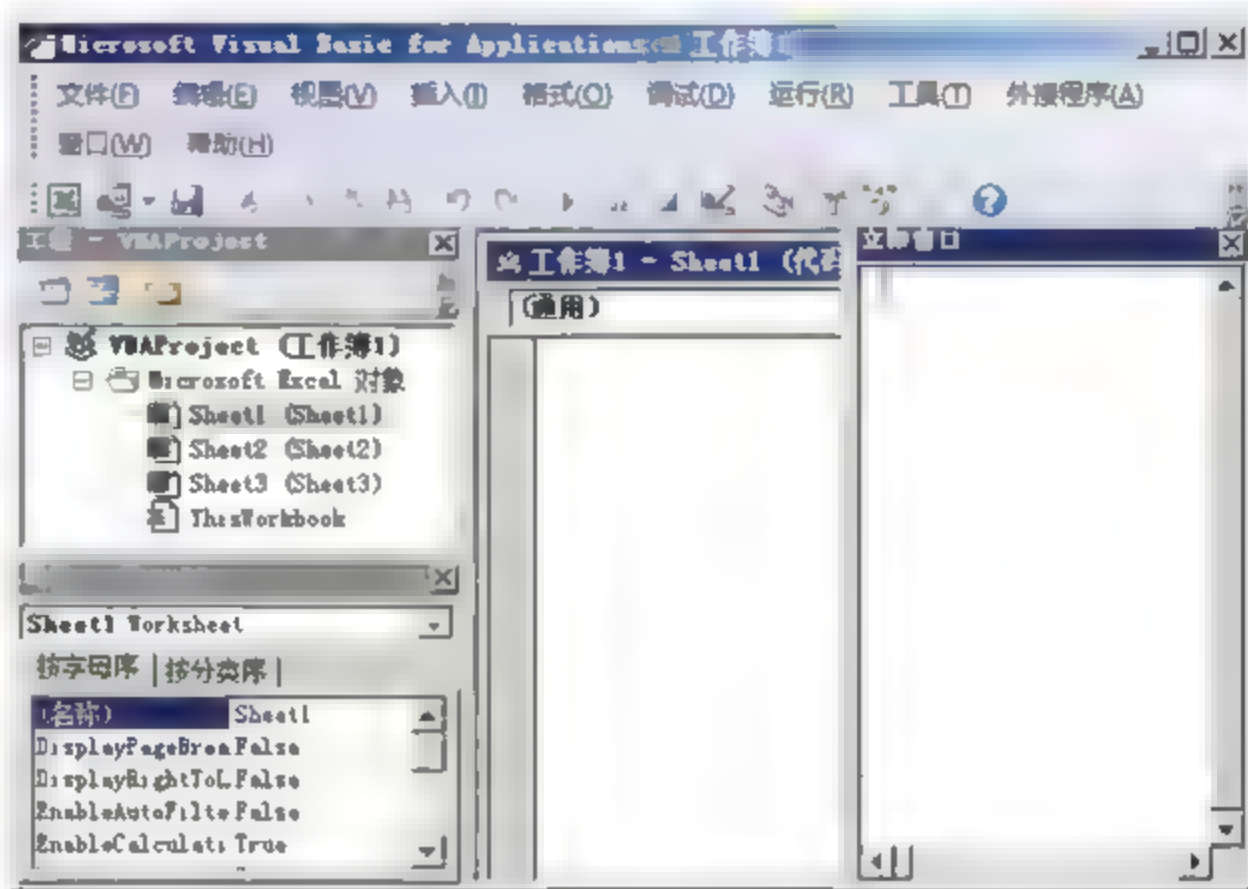 Microsoft Visual Basic for Applications - 工作簿1
文件(F) 编辑(E) 视图(V) 插入(I) 格式(O) 调试(D) 运行(R) 工具(T) 外接程序(A)
窗口(W) 帮助(H)
工程 - VBAProject
VBAProject (工作簿1)
Microsoft Excel 对象
Sheet1 (Sheet1)
Sheet2 (Sheet2)
Sheet3 (Sheet3)
ThisWorkbook
Sheet1 Worksheet
按字母序 按分类序
(名称) Sheet1
DisplayPageBrea False
DisplayRightToL False
EnableAutoFilte False
EnableCalculati True
工作簿1 - Sheet1 (代码
(通用)
立即窗口